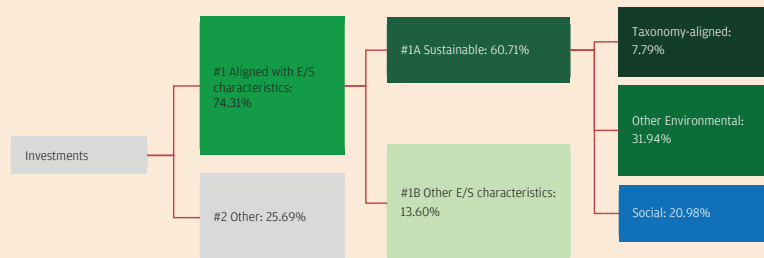 Investments
#1 Aligned with E/S
characteristics:
74.31%
#2 Other: 25.69%
#1A Sustainable: 60.71%
#1B Other E/S characteristics:
13.60%
Taxonomy-aligned:
7.79%
Other Environmental:
31.94%
Social: 20.98%